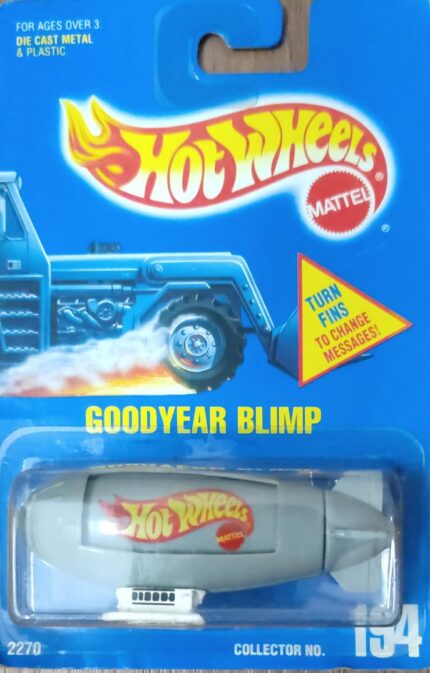 FOR AGES OVER 3
DIE CAST METAL
& PLASTIC
HOT WHEELS®
MATTEL
®
TURN
FINS
TO CHANGE
MESSAGES!
GOODYEAR BLIMP
HOT WHEELS
MATTEL
2270
COLLECTOR NO.
194